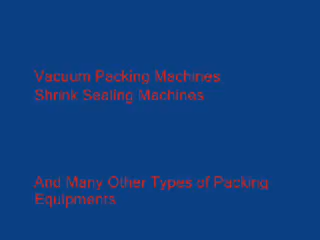 Vacuum Packing Machines
Shrink Sealing Machines
And Many Other Types of Packing
Equipments